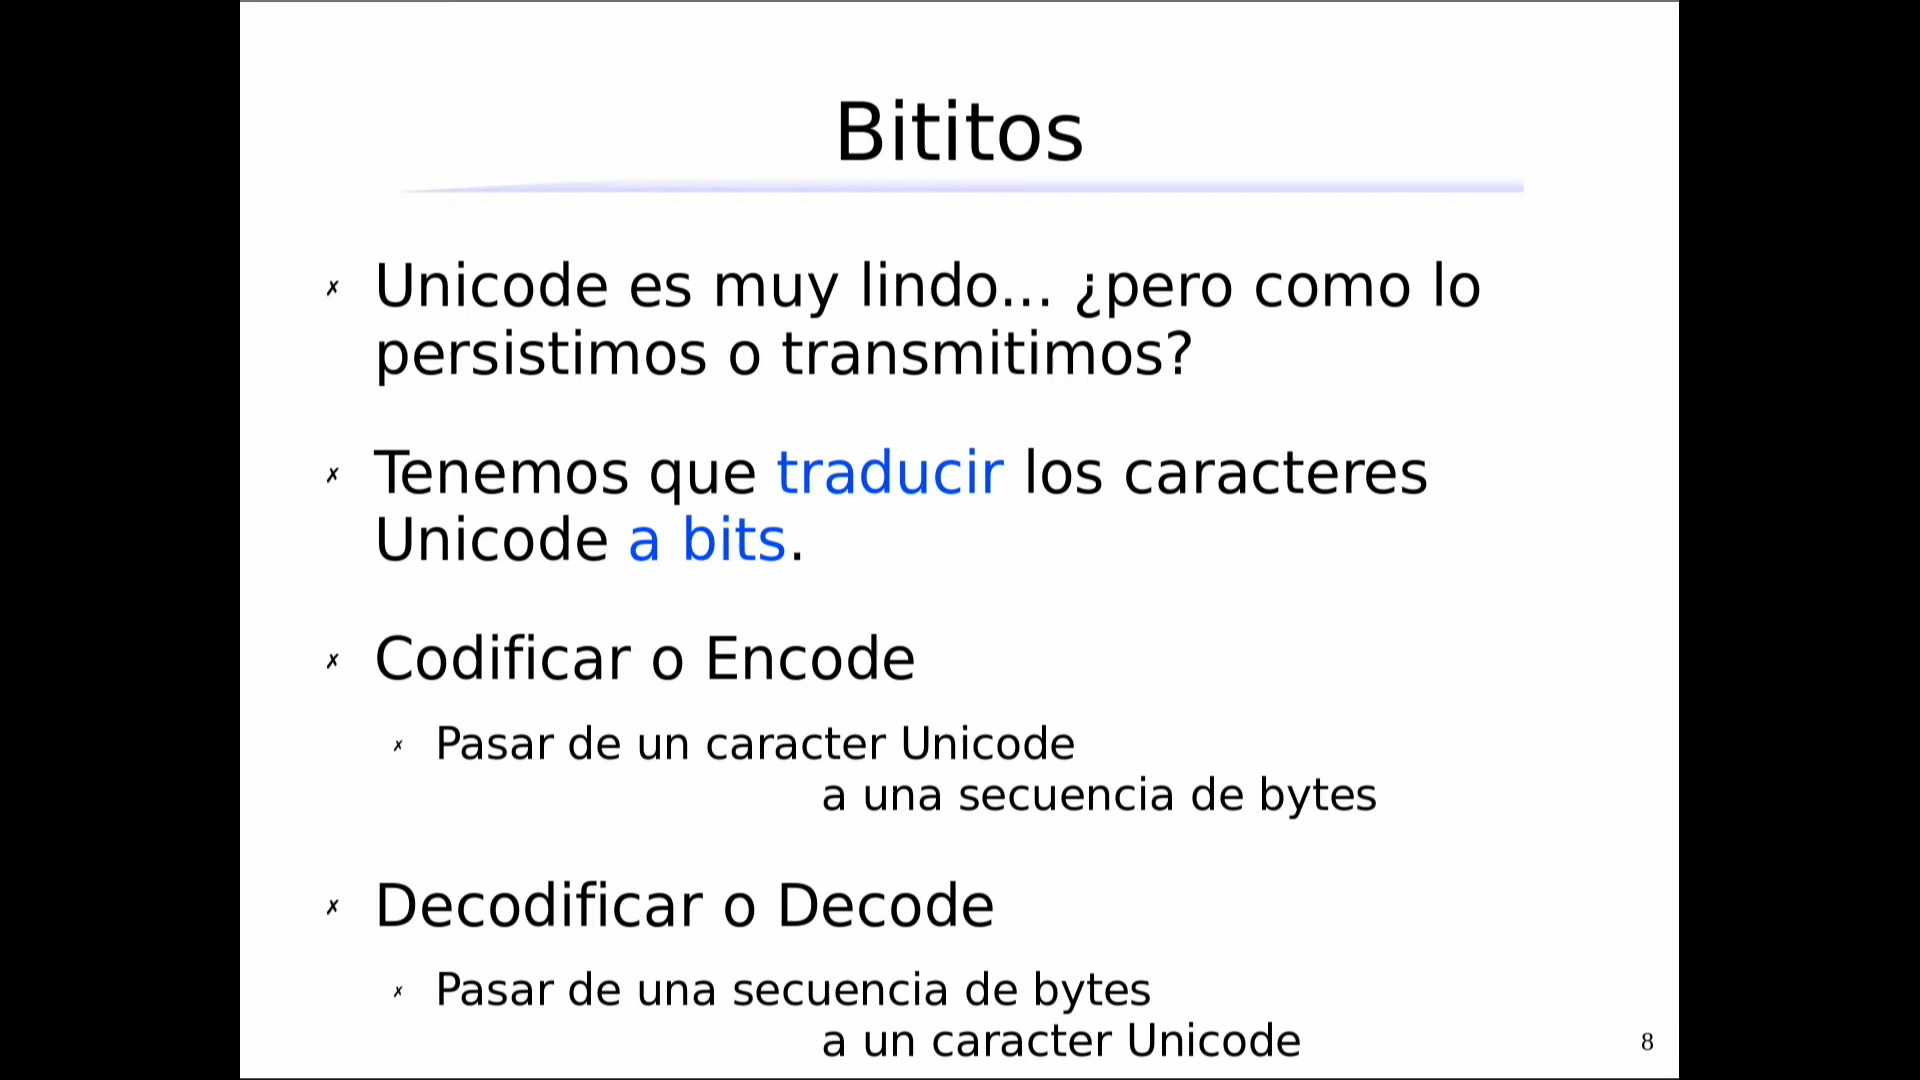 Bititos
✗ Unicode es muy lindo... ¿pero como lo
persistimos o transmitimos?
✗ Tenemos que traducir los caracteres
Unicode a bits.
✗ Codificar o Encode
✗ Pasar de un caracter Unicode
a una secuencia de bytes
✗ Decodificar o Decode
✗ Pasar de una secuencia de bytes
a un caracter Unicode
8